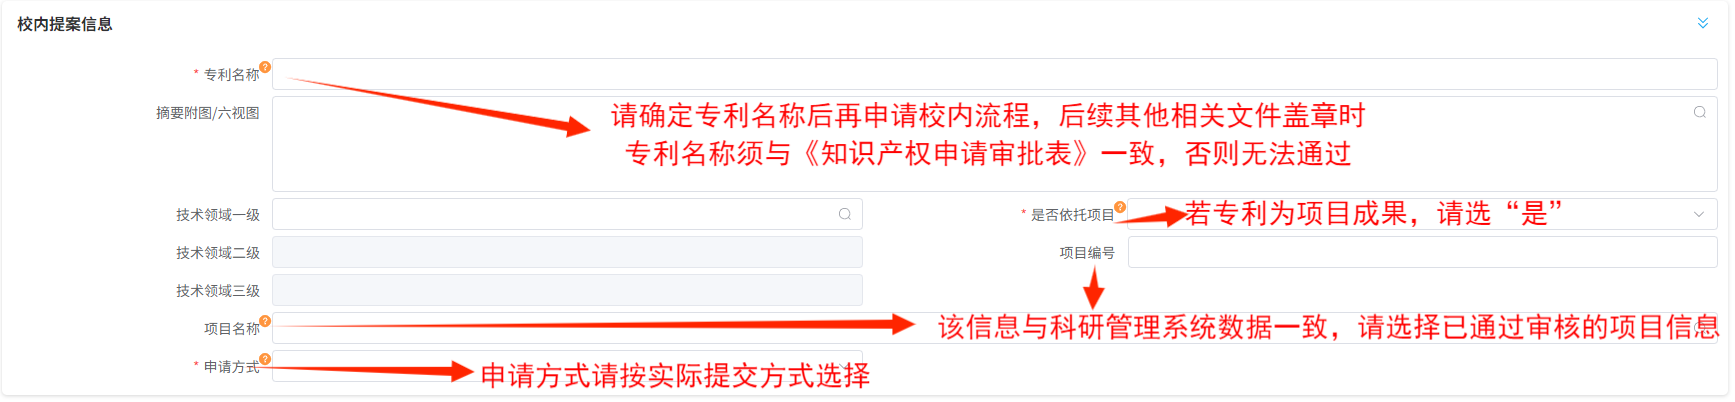 校内提案信息
* 专利名称
摘要附图/六视图
请确定专利名称后再申请校内流程，后续其他相关文件盖章时
专利名称须与《知识产权申请审批表》一致，否则无法通过
技术领域一级
* 是否依托项目
若专利为项目成果，请选“是”
技术领域二级
项目编号
技术领域三级
项目名称
该信息与科研管理系统数据一致，请选择已通过审核的项目信息
* 申请方式
申请方式请按实际提交方式选择